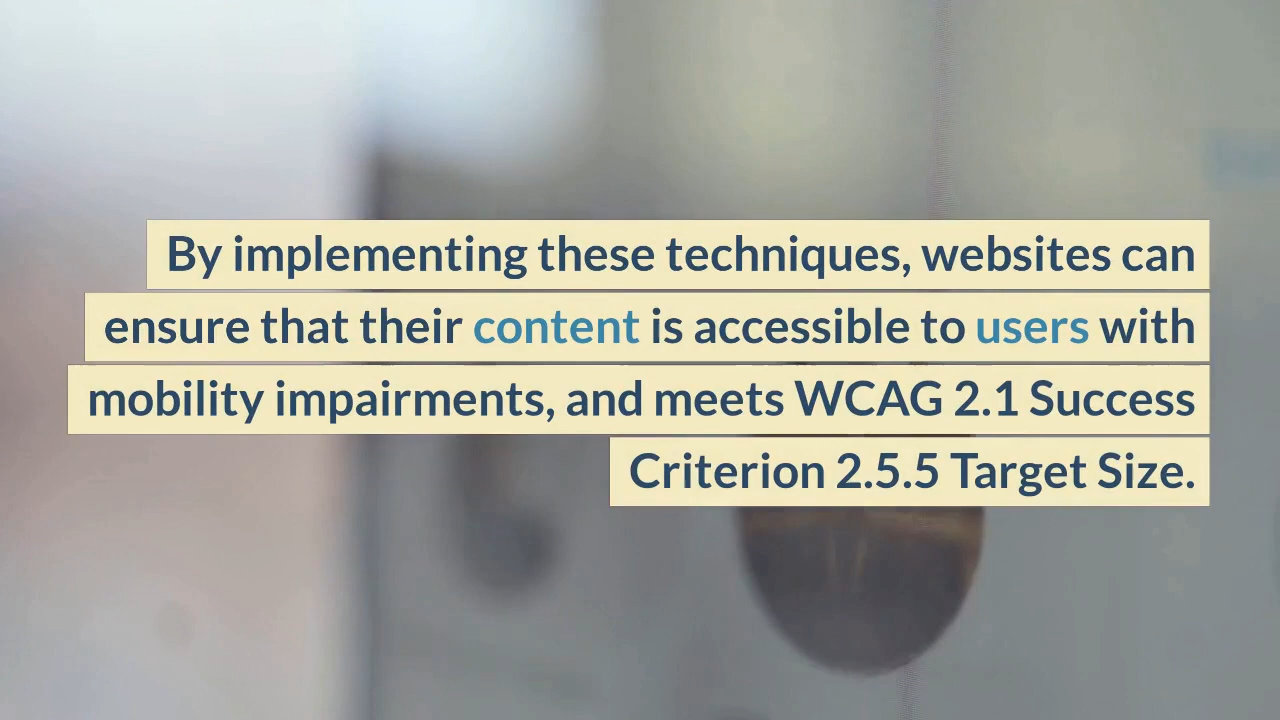 By implementing these techniques, websites can
ensure that their content is accessible to users with
mobility impairments, and meets WCAG 2.1 Success
Criterion 2.5.5 Target Size.